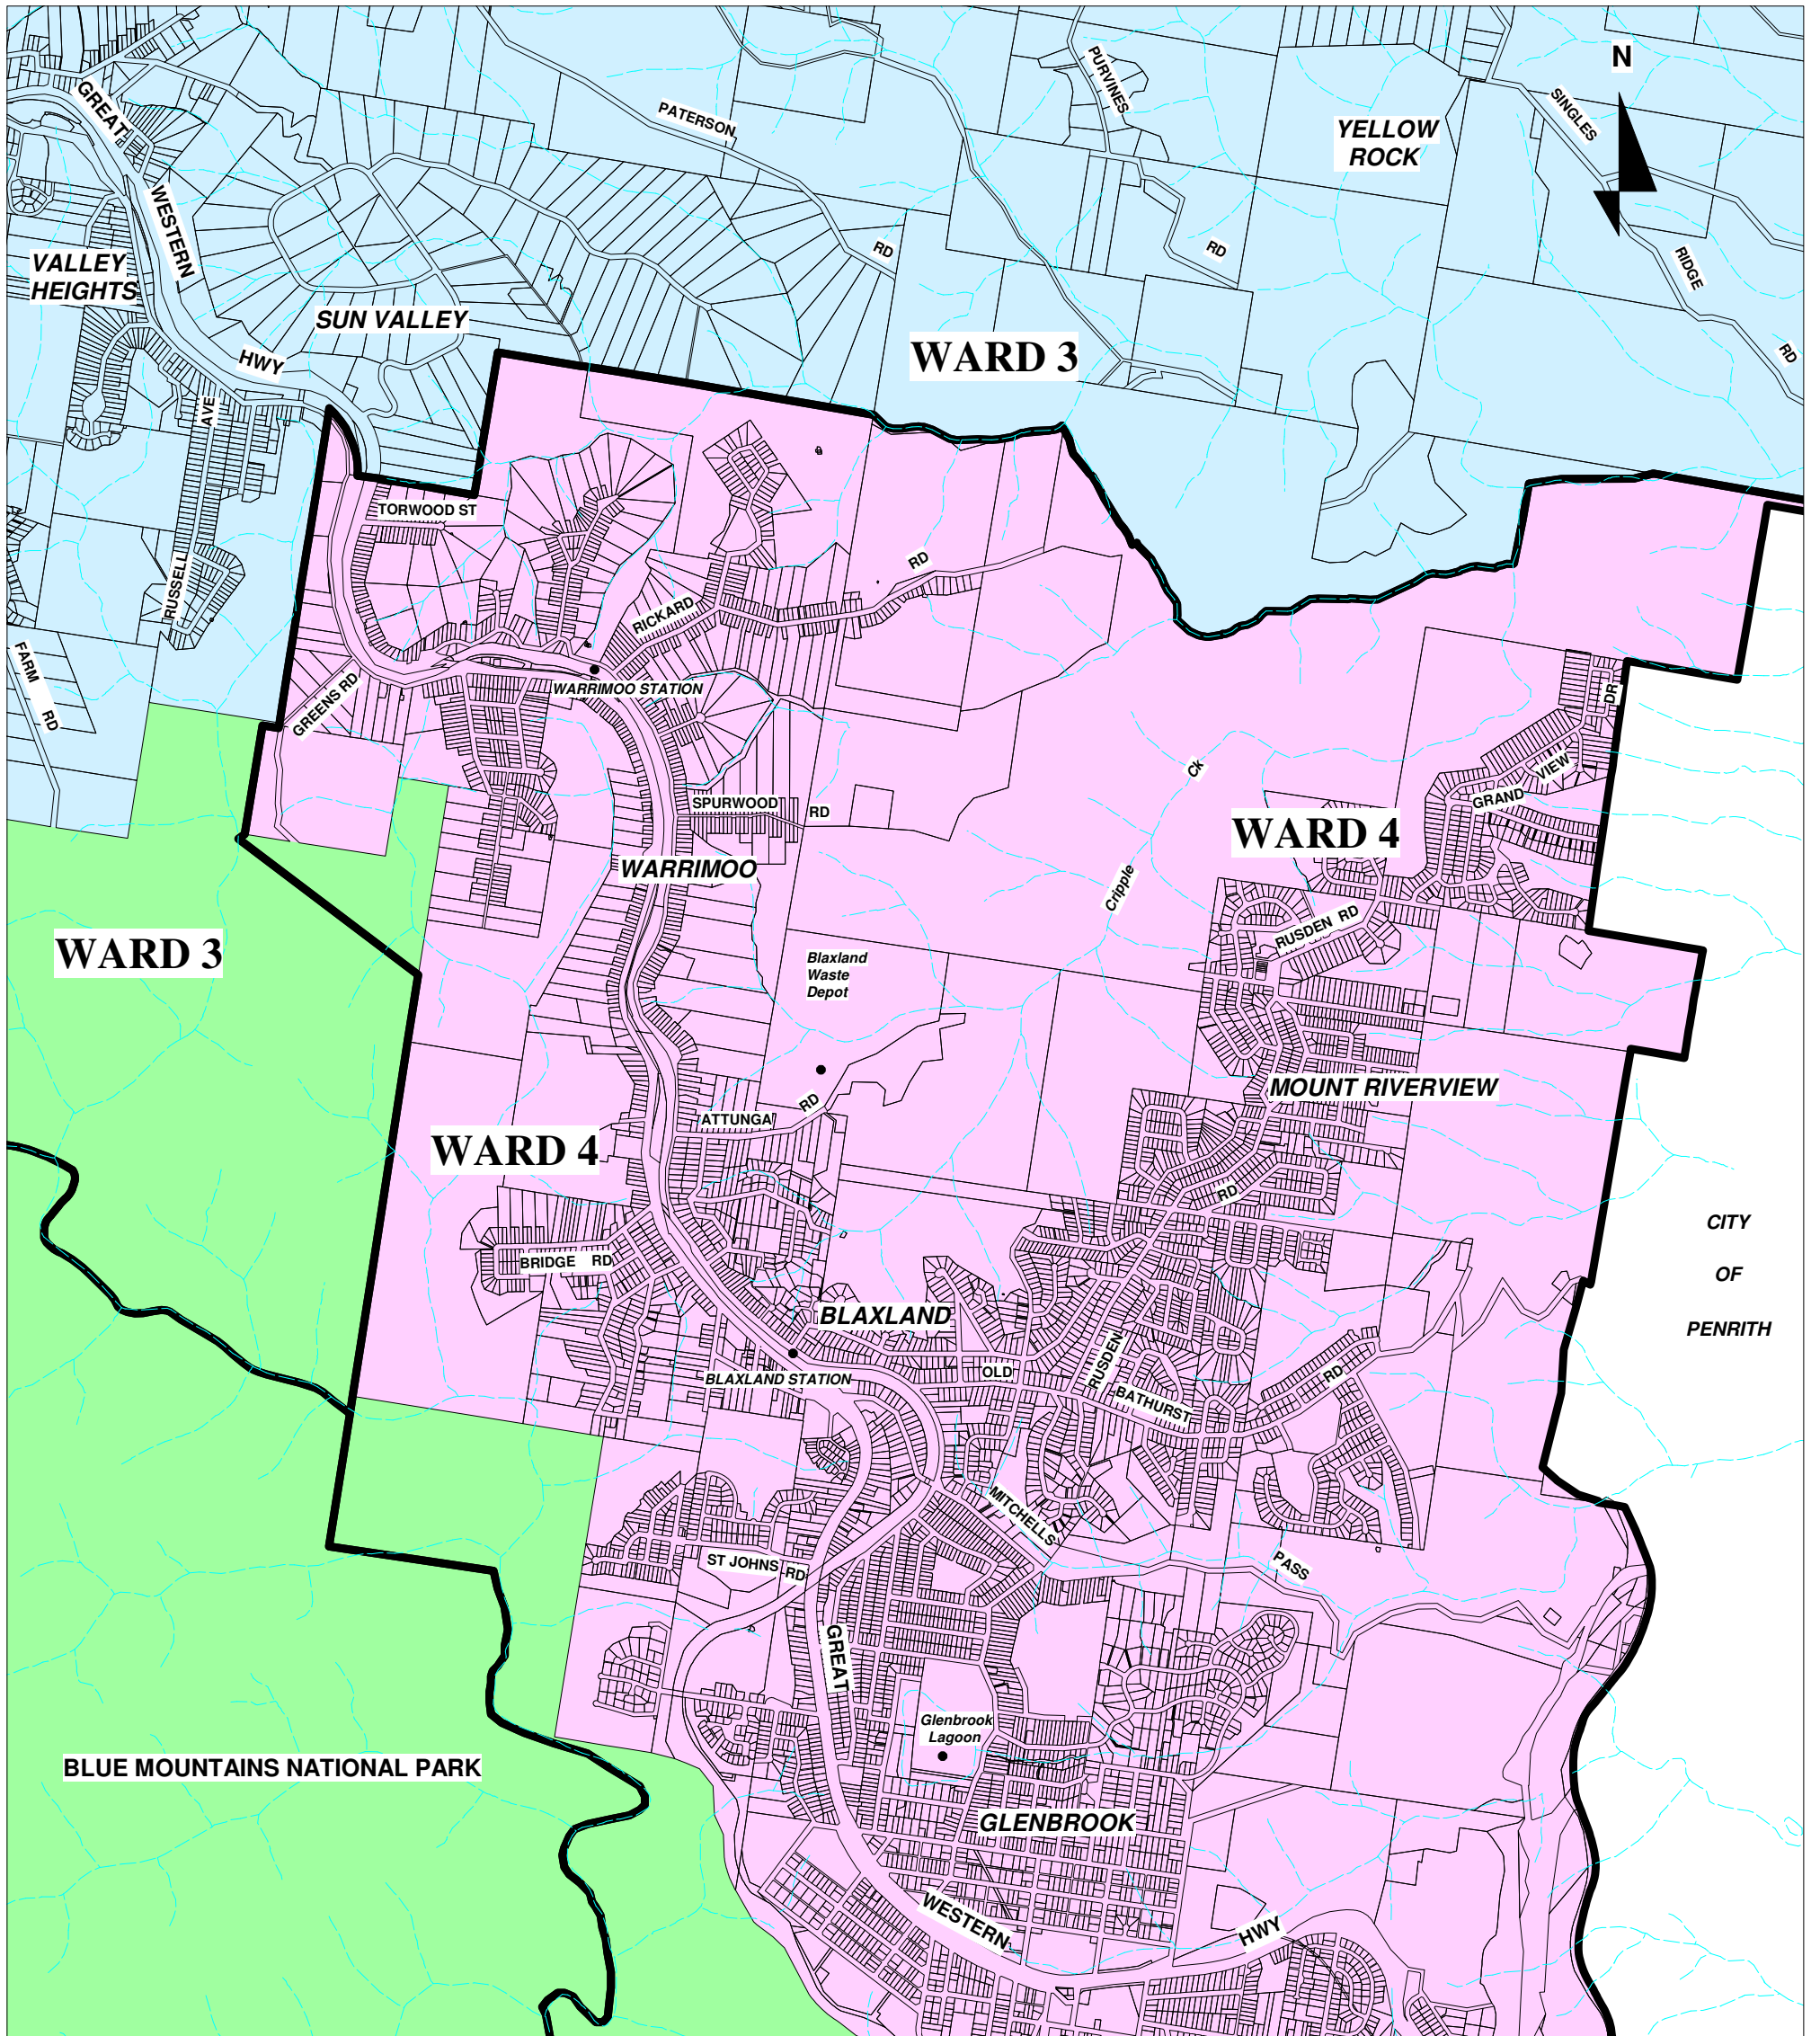 N
GREAT
WESTERN
HWY
PATERSON
RD
PURVINES
RD
YELLOW
ROCK
SINGLES
RIDGE
RD
VALLEY
HEIGHTS
SUN VALLEY
WARD 3
AVE
RUSSELL
FARM
RD
TORWOOD ST
RICKARD
RD
WARRIMOO STATION
GREENS RD
SPURWOOD
RD
WARRIMOO
Ck
Cripple
DR
VIEW
GRAND
WARD 4
RUSDEN RD
WARD 3
Blaxland
Waste
Depot
MOUNT RIVERVIEW
ATTUNGA
RD
WARD 4
RD
BRIDGE RD
BLAXLAND
CITY
OF
PENRITH
BLAXLAND STATION
OLD
RUSDEN
BATHURST
RD
MITCHELLS
PASS
ST JOHNS RD
GREAT
Glenbrook
Lagoon
BLUE MOUNTAINS NATIONAL PARK
GLENBROOK
WESTERN
HWY